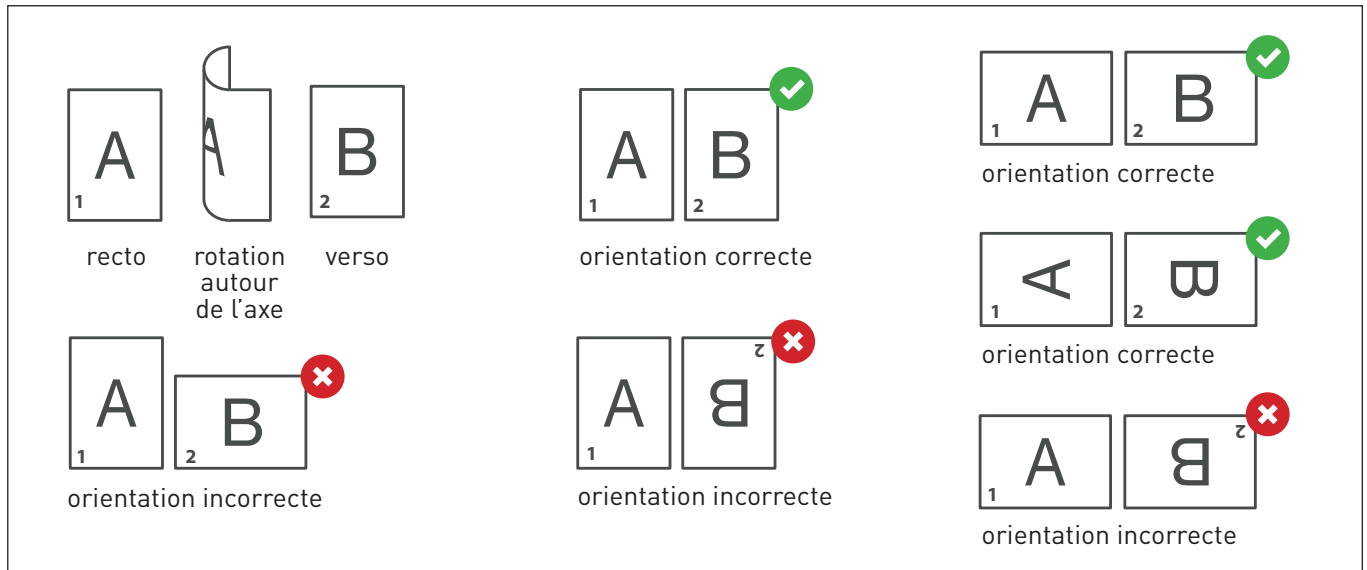 A
1
A
B
2
recto
rotation
autour
de l'axe
verso
A
1
B
2
orientation incorrecte
A
1
B
2
orientation correcte
A
1
B
2
orientation incorrecte
A
1
B
2
orientation correcte
A
1
B
2
orientation correcte
A
1
B
2
orientation incorrecte